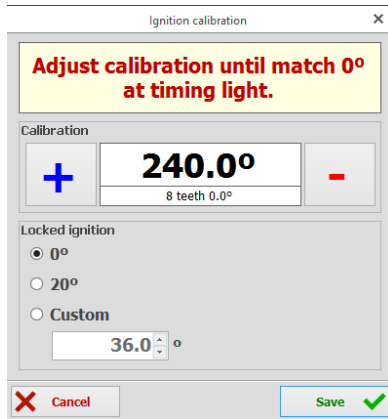 Ignition calibration ×
Adjust calibration until match 0º
at timing light.
Calibration
+ 240.0º -
8 teeth 0.0º
Locked ignition
0º
20º
Custom
36.0 º
Cancel Save